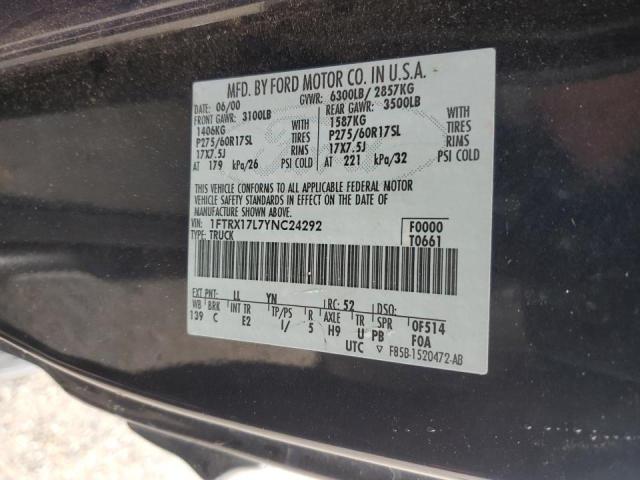 MFD. BY FORD MOTOR CO. IN U.S.A.
DATE: 06/00 GVWR: 6300LB/ 2857KG
FRONT GAWR: 3100LB REAR GAWR: 3500LB
1406KG WITH 1587KG WITH
P275/60R17SL TIRES P275/60R17SL TIRES
17X7.5J RIMS 17X7.5J RIMS
AT 179 kPa/26 PSI COLD AT 221 kPa/32 PSI COLD
THIS VEHICLE CONFORMS TO ALL APPLICABLE FEDERAL MOTOR
VEHICLE SAFETY STANDARDS IN EFFECT ON THE DATE OF
MANUFACTURE SHOWN ABOVE.
VIN: 1FTRX17L7YNC24292 F0000
TYPE: TRUCK T0661
EXT PNT: LL YN RC: 52 DSO:
WB BRK INT TR TP/PS R AXLE TR SPR 0F514
139 C E2 I/ 5 H9 U PB F0A
UTC ▽ F85B-1520472-AB